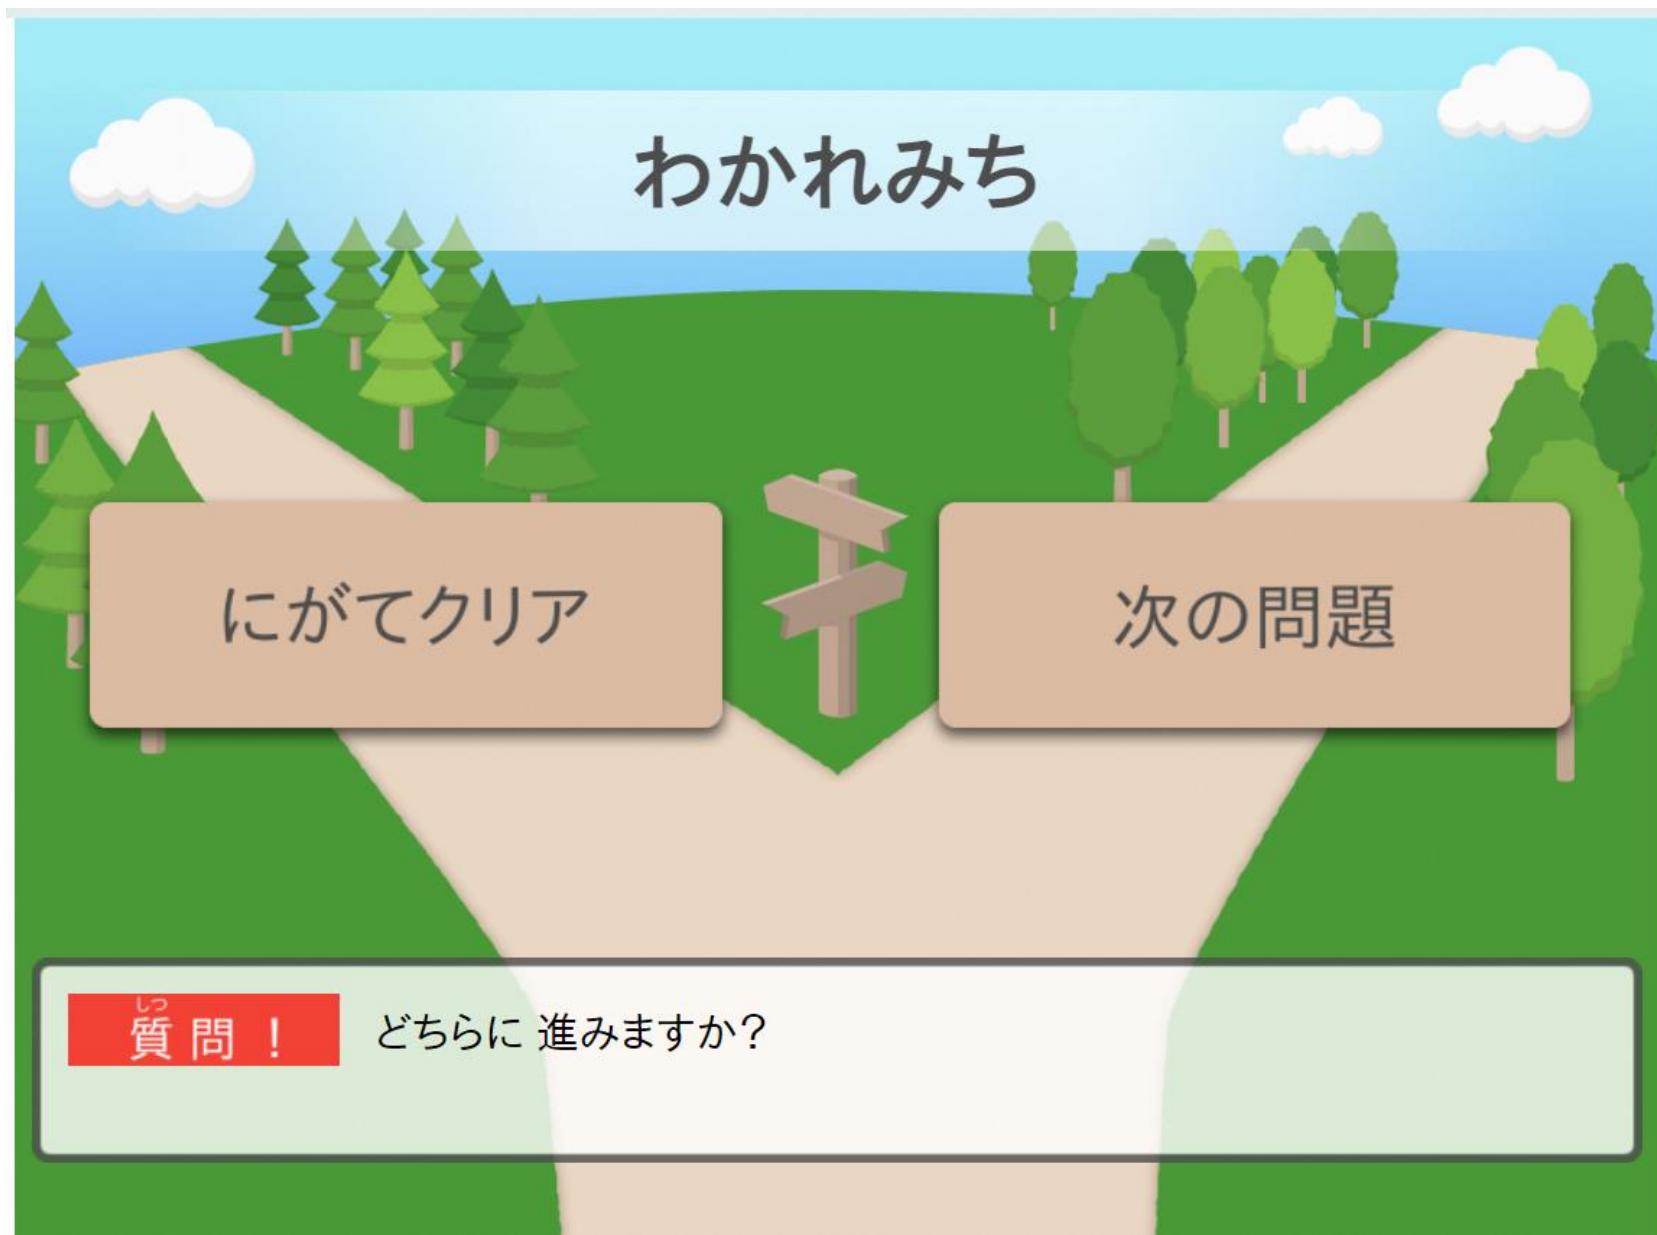 わかれみち
にがてクリア
次の問題
しつ
質問！
どちらに 進みますか？